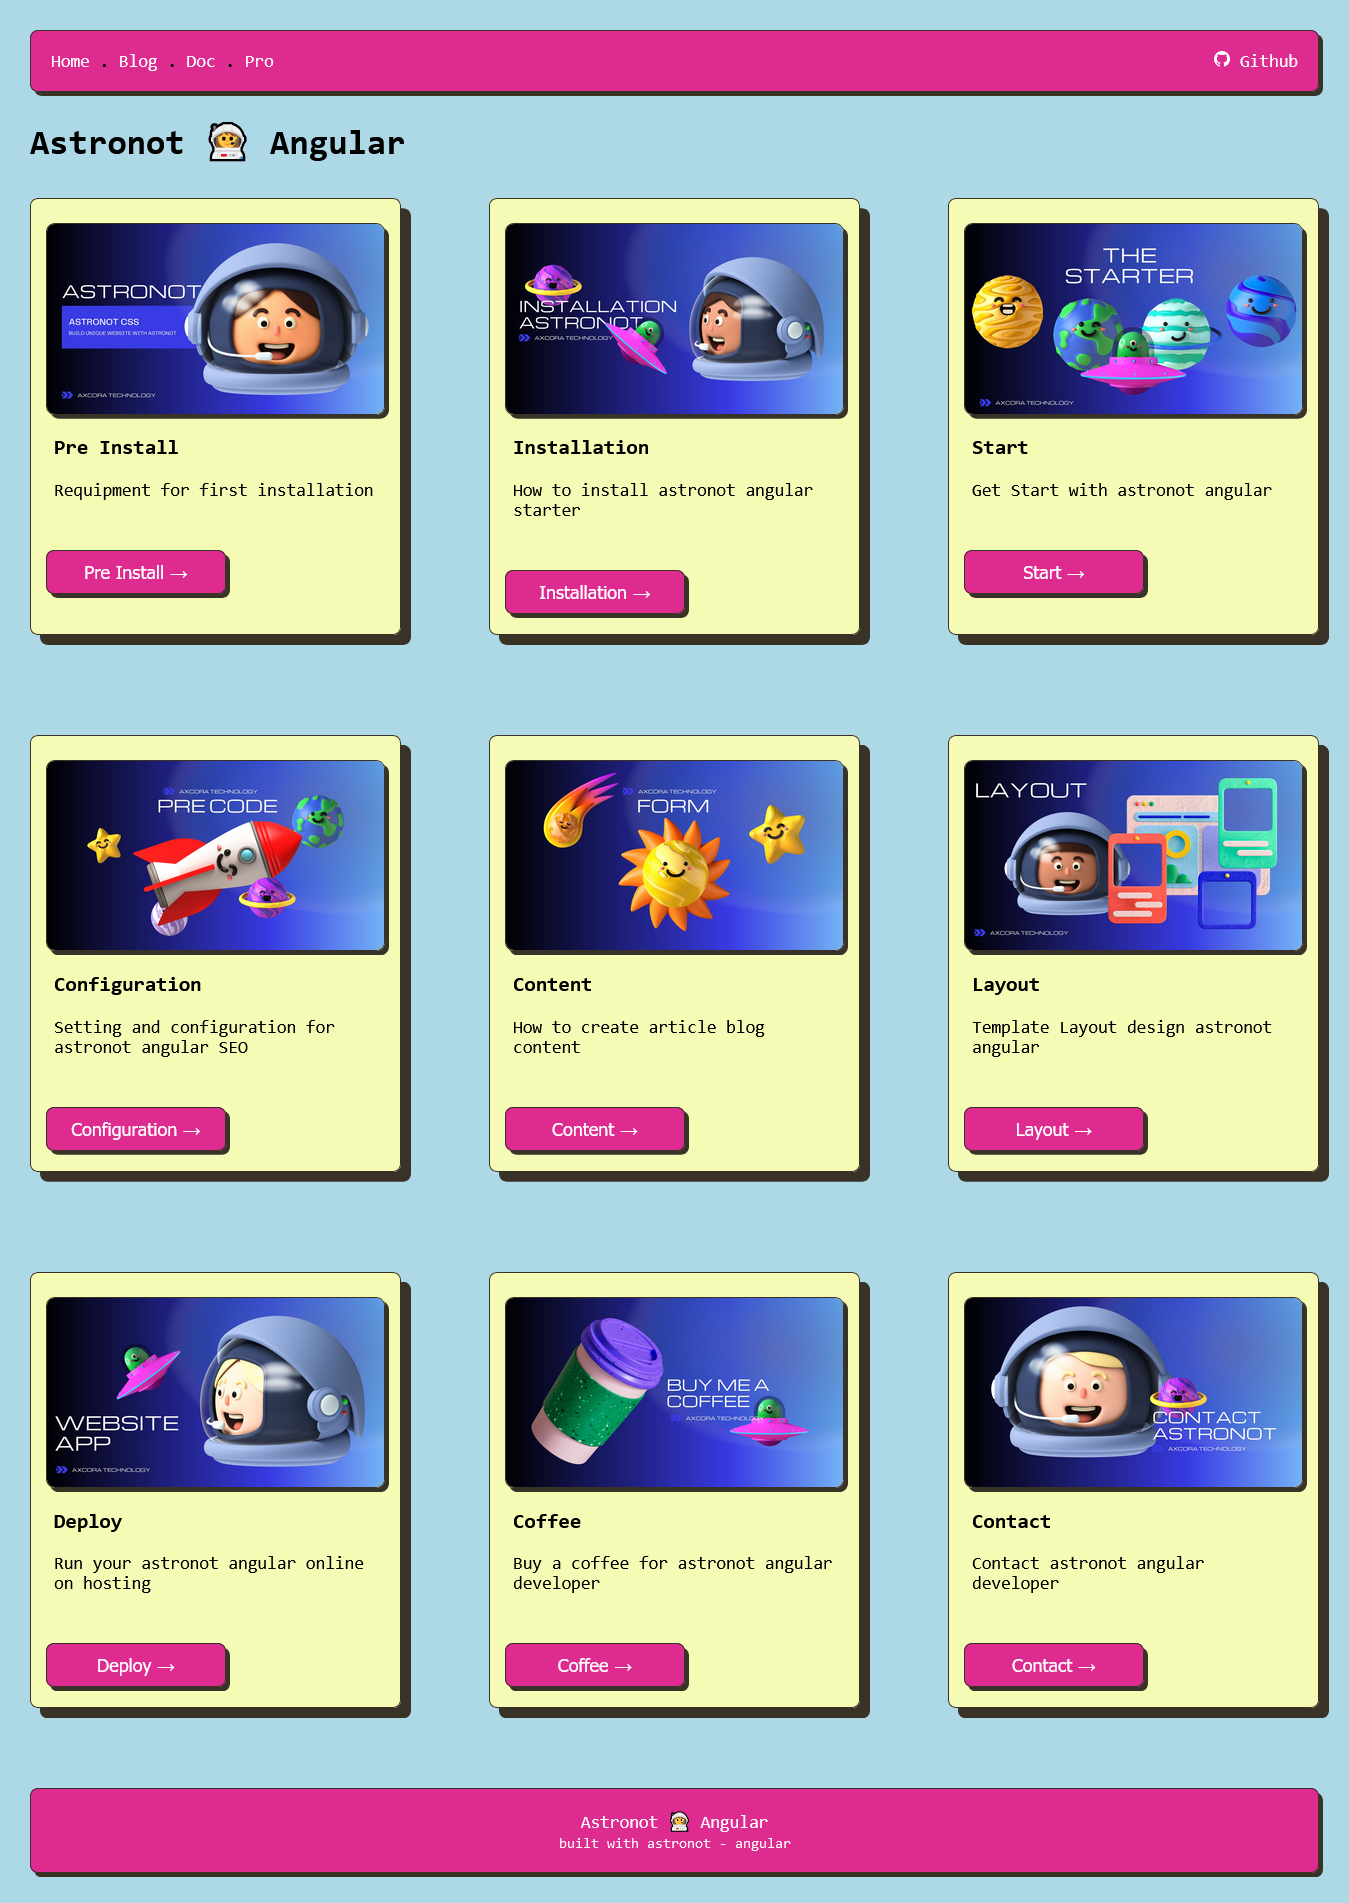 Home . Blog . Doc . Pro
Github
Astronot Angular
ASTRONOT
ASTRONOT CSS
BUILD UNIQUE WEBSITE WITH ASTRONOT
AXCORA TECHNOLOGY
Pre Install
Requipment for first installation
Pre Install →
INSTALLATION
ASTRONOT
AXCORA TECHNOLOGY
Installation
How to install astronot angular
starter
Installation →
THE
STARTER
AXCORA TECHNOLOGY
Start
Get Start with astronot angular
Start →
AXCORA TECHNOLOGY
PRE CODE
Configuration
Setting and configuration for
astronot angular SEO
Configuration →
AXCORA TECHNOLOGY
FORM
Content
How to create article blog
content
Content →
LAYOUT
AXCORA TECHNOLOGY
Layout
Template Layout design astronot
angular
Layout →
WEBSITE
APP
AXCORA TECHNOLOGY
Deploy
Run your astronot angular online
on hosting
Deploy →
BUY ME A
COFFEE
AXCORA TECHNOLOGY
Coffee
Buy a coffee for astronot angular
developer
Coffee →
CONTACT
ASTRONOT
AXCORA TECHNOLOGY
Contact
Contact astronot angular
developer
Contact →
Astronot Angular
built with astronot - angular